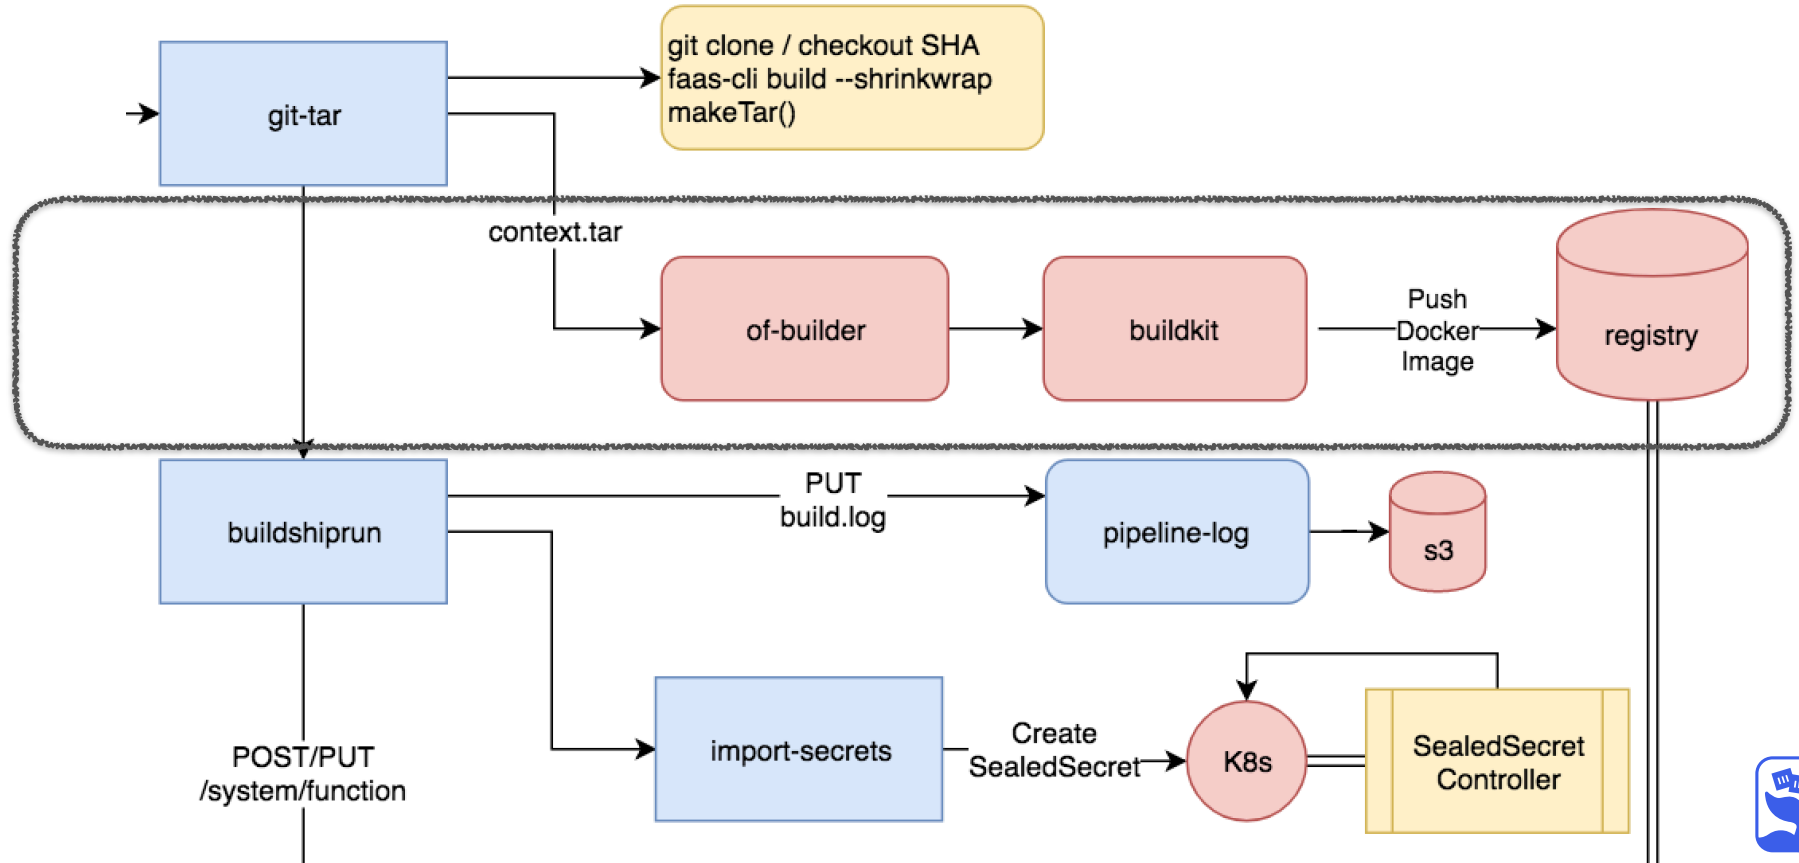 git clone / checkout SHA
faas-cli build --shrinkwrap
makeTar()
git-tar
context.tar
of-builder
buildkit
Push
Docker
Image
registry
buildshiprun
PUT
build.log
pipeline-log
s3
import-secrets
Create
SealedSecret
K8s
SealedSecret
Controller
POST/PUT
/system/function